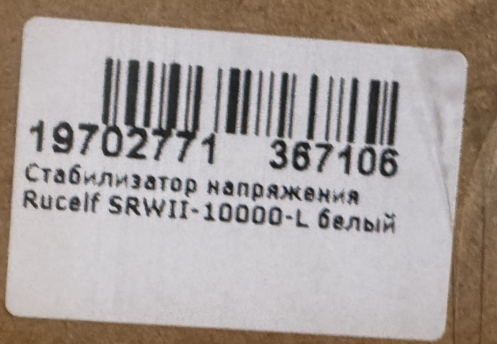 19702771 367106
Стабилизатор напряжения
Rucelf SRWII-10000-L белый